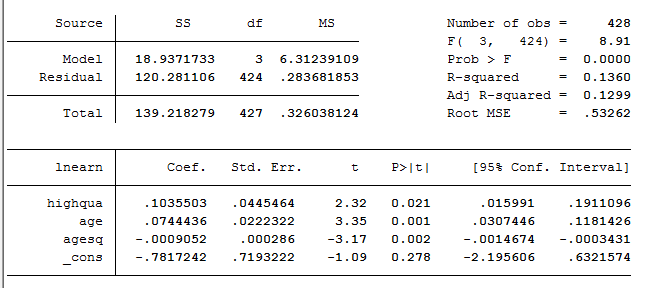 Source SS df MS Number of obs = 428
F( 3, 424) = 8.91
Model 18.9371733 3 6.31239109 Prob > F = 0.0000
Residual 120.281106 424 .283681853 R-squared = 0.1360
Adj R-squared = 0.1299
Total 139.218279 427 .326038124 Root MSE = .53262
lnearn Coef. Std. Err. t P>|t| [95% Conf. Interval]
highqua .1035503 .0445464 2.32 0.021 .015991 .1911096
age .0744436 .0222322 3.35 0.001 .0307446 .1181426
agesq -.0009052 .000286 -3.17 0.002 -.0014674 -.0003431
_cons -.7817242 .7193222 -1.09 0.278 -2.195606 .6321574